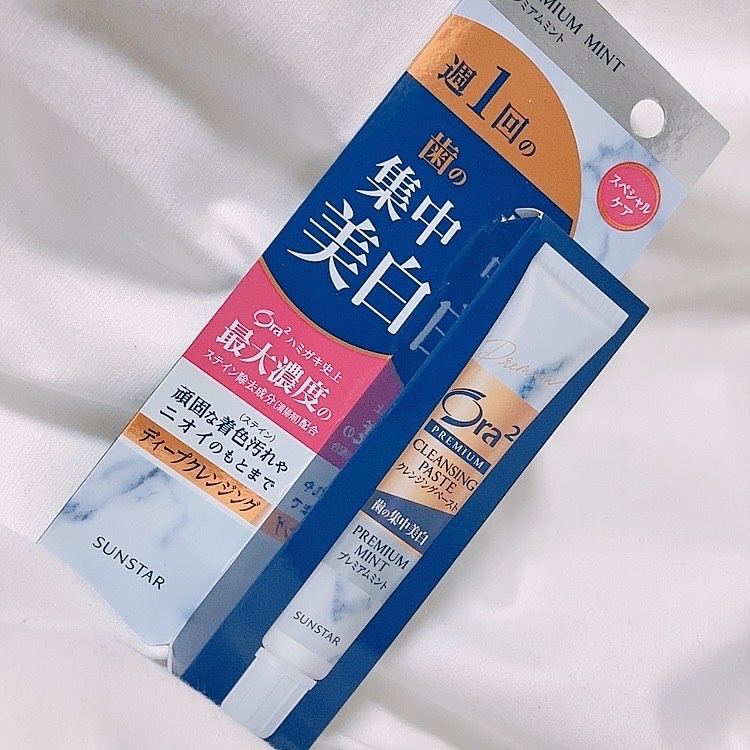 PREMIUM MINT
プレミアムミント
週1回の
歯の
集中
美白
スペシャル
ケア
Ora²ハミガキ史上
最大濃度の
ステイン除去成分(清掃剤)配合
(ステイン)
頑固な着色汚れや
ニオイのもとまで
ディープクレンジング
SUNSTAR
Premium
Ora²
PREMIUM
CLEANSING
PASTE
クレンジングペースト
歯の集中美白
PREMIUM
MINT
プレミアムミント
SUNSTAR